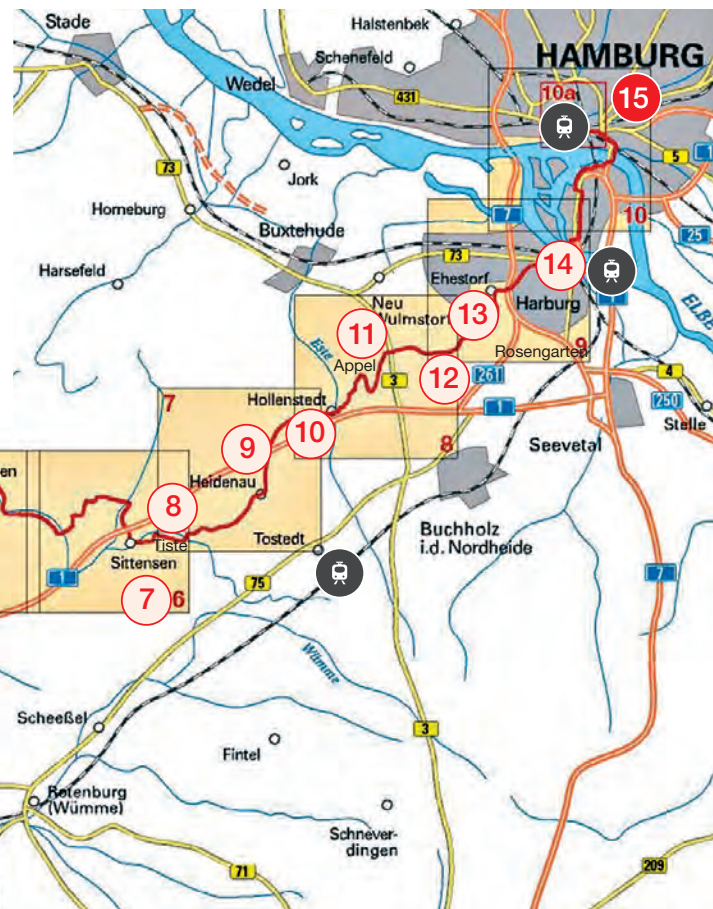 Stade
Halstenbek
Schenefeld
HAMBURG
Wedel
431
10a
15
5
73
Jork
Horneburg
Buxtehude
7
10
25
Harsefeld
73
Ehestorf
14
1
ELBE
Neu
Wulmstorf
13
Harburg
11
Este
Appel
Rosengarten
9
3
12
261
4
7
Hollenstedt
250
Stelle
10
1
9
8
Seevetal
en
Heidenau
8
Tiste
Sittensen
Tostedt
Buchholz
i.d. Nordheide
1
7
6
75
7
Wümme
Scheeßel
Fintel
3
Rotenburg
(Wümme)
Schnever-
dingen
71
209